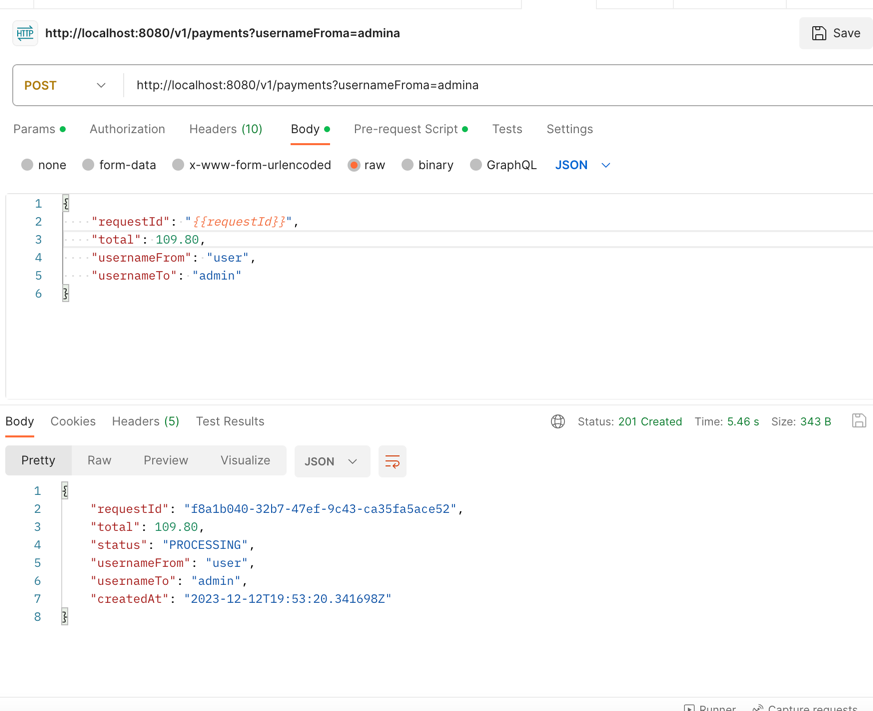 HTTP http://localhost:8080/v1/payments?usernameFroma=admina Save
POST http://localhost:8080/v1/payments?usernameFroma=admina
Params Authorization Headers (10) Body Pre-request Script Tests Settings
none form-data x-www-form-urlencoded raw binary GraphQL JSON
1 {
2 "requestId": "{{requestId}}",
3 "total": 109.80,
4 "usernameFrom": "user",
5 "usernameTo": "admin"
6 }
Body Cookies Headers (5) Test Results Status: 201 Created Time: 5.46 s Size: 343 B
Pretty Raw Preview Visualize JSON
1 {
2 "requestId": "f8a1b040-32b7-47ef-9c43-ca35fa5ace52",
3 "total": 109.80,
4 "status": "PROCESSING",
5 "usernameFrom": "user",
6 "usernameTo": "admin",
7 "createdAt": "2023-12-12T19:53:20.341698Z"
8 }
Runner Capture requests